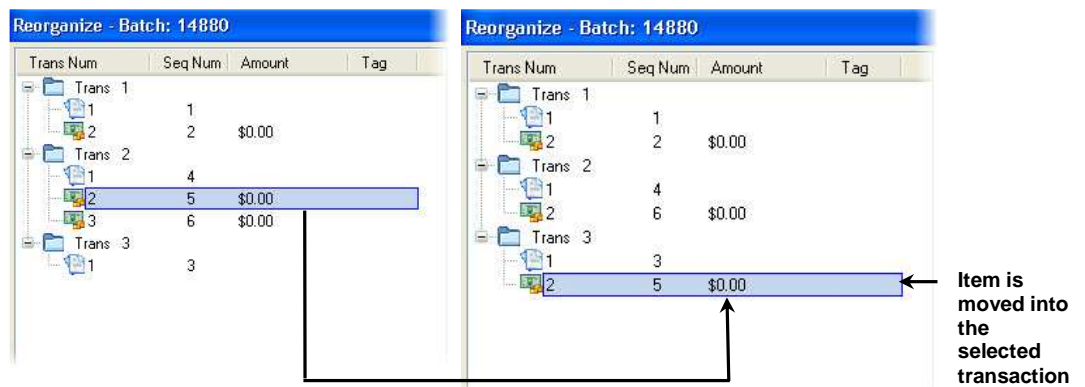 Reorganize - Batch: 14880
Trans Num Seq Num Amount Tag
Trans 1
1 1
2 2 $0.00
Trans 2
1 4
2 5 $0.00
3 6 $0.00
Trans 3
1 3
Reorganize - Batch: 14880
Trans Num Seq Num Amount Tag
Trans 1
1 1
2 2 $0.00
Trans 2
1 4
2 6 $0.00
Trans 3
1 3
2 5 $0.00
Item is
moved into
the
selected
transaction